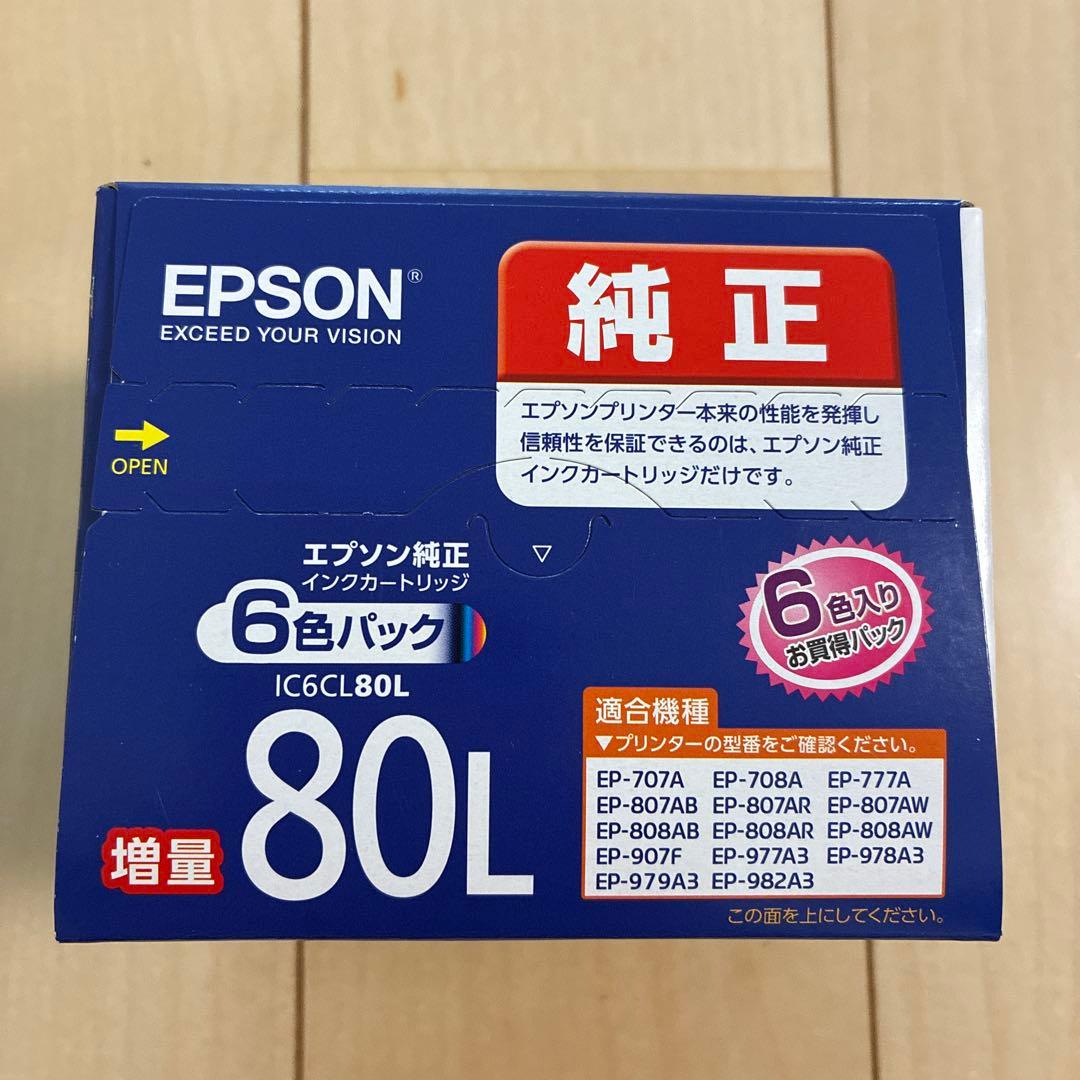 EPSON®
EXCEED YOUR VISION
純正
エプソンプリンター本来の性能を発揮し
信頼性を保証できるのは、エプソン純正
インクカートリッジだけです。
OPEN
エプソン純正
インクカートリッジ
6色パック
IC6CL80L
増量
80L
6色入り
お買得パック
適合機種
▼プリンターの型番をご確認ください。
EP-707A EP-708A EP-777A
EP-807AB EP-807AR EP-807AW
EP-808AB EP-808AR EP-808AW
EP-907F EP-977A3 EP-978A3
EP-979A3 EP-982A3
この面を上にしてください。